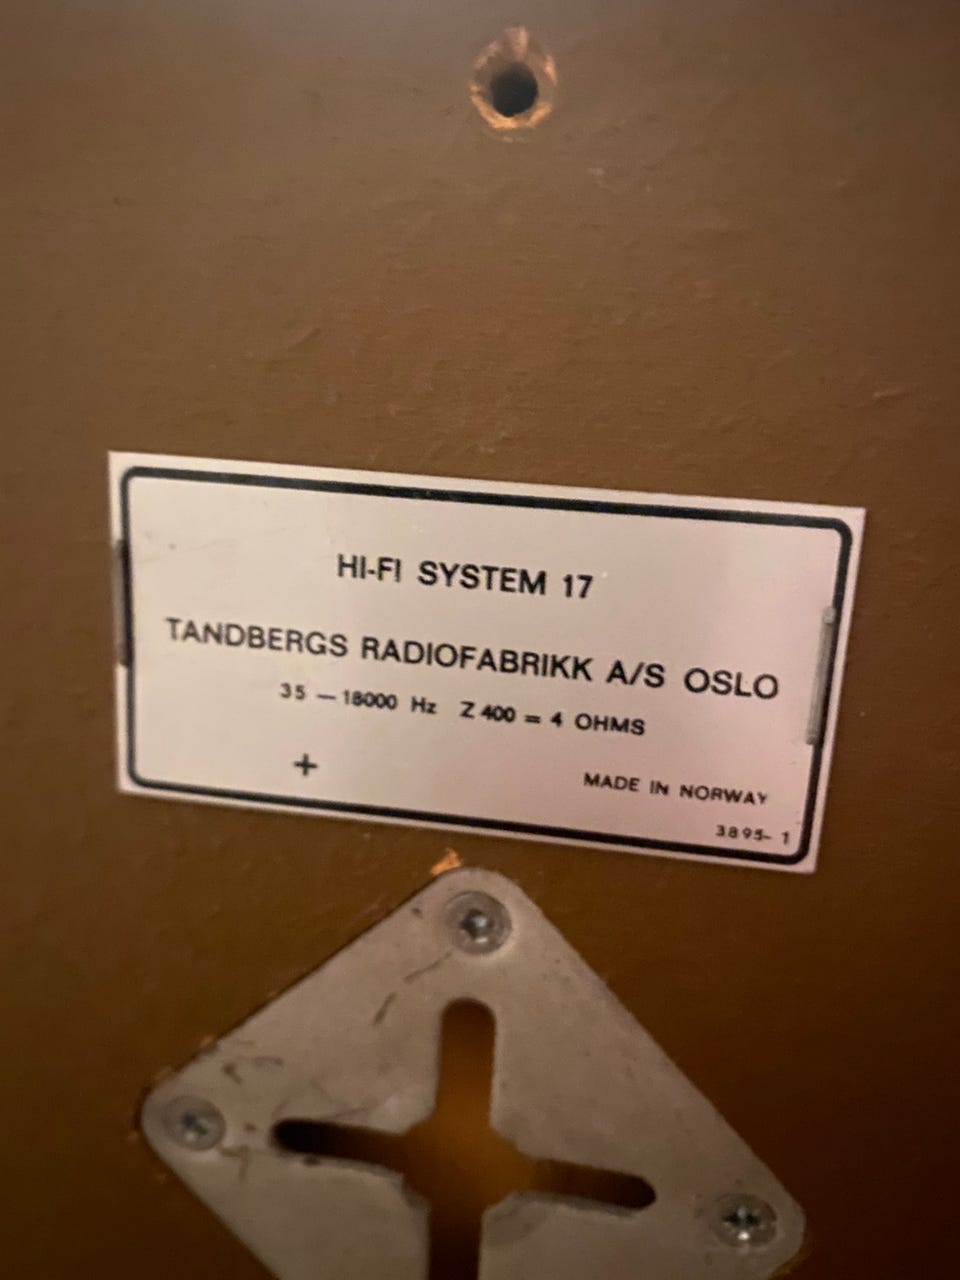 HI-FI SYSTEM 17
TANDBERGS RADIOFABRIKK A/S OSLO
35 — 18000 Hz Z 400 = 4 OHMS
+
MADE IN NORWAY
3895- 1